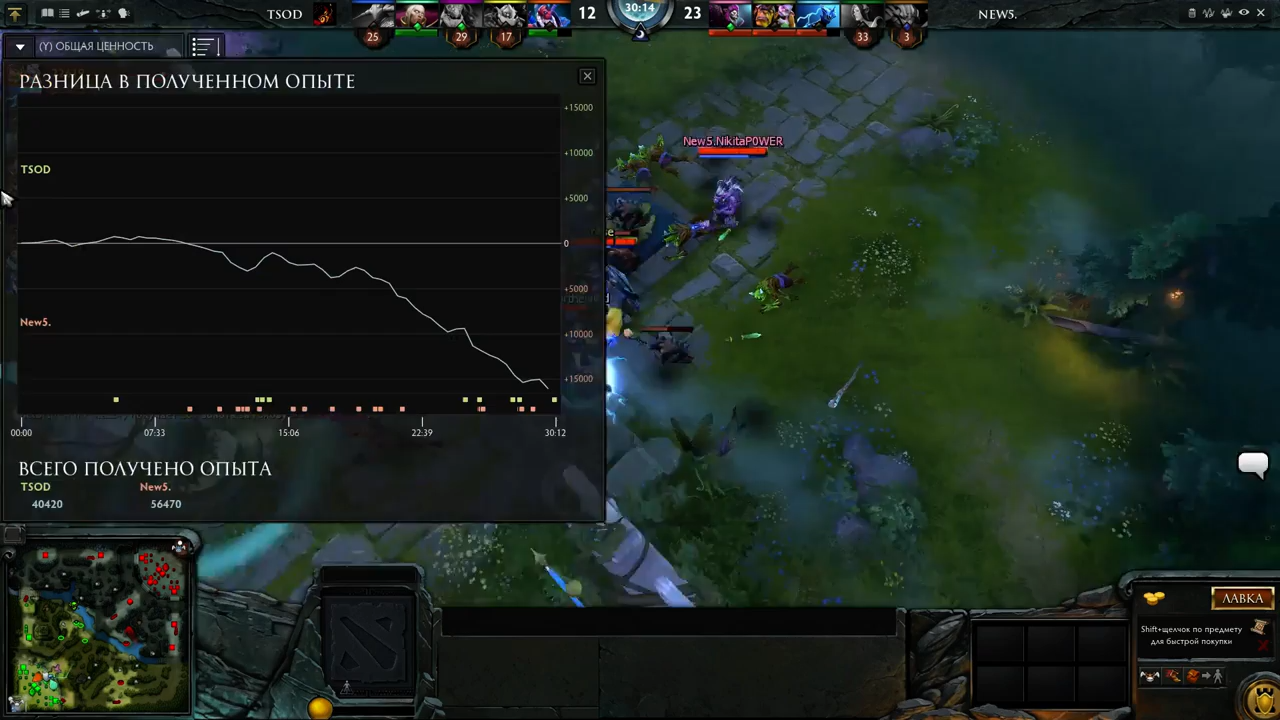 TSOD
12
30:14
23
NEW5.
25
29
17
33
3
(Y) ОБЩАЯ ЦЕННОСТЬ
РАЗНИЦА В ПОЛУЧЕННОМ ОПЫТЕ
+15000
+10000
TSOD
+5000
0
+5000
New5.
+10000
+15000
00:00
07:33
15:06
22:39
30:12
ВСЕГО ПОЛУЧЕНО ОПЫТА
TSOD
New5.
40420
56470
New5.NikitaP0WER
ЛАВКА
Shift+щелчок по предмету
для быстрой покупки